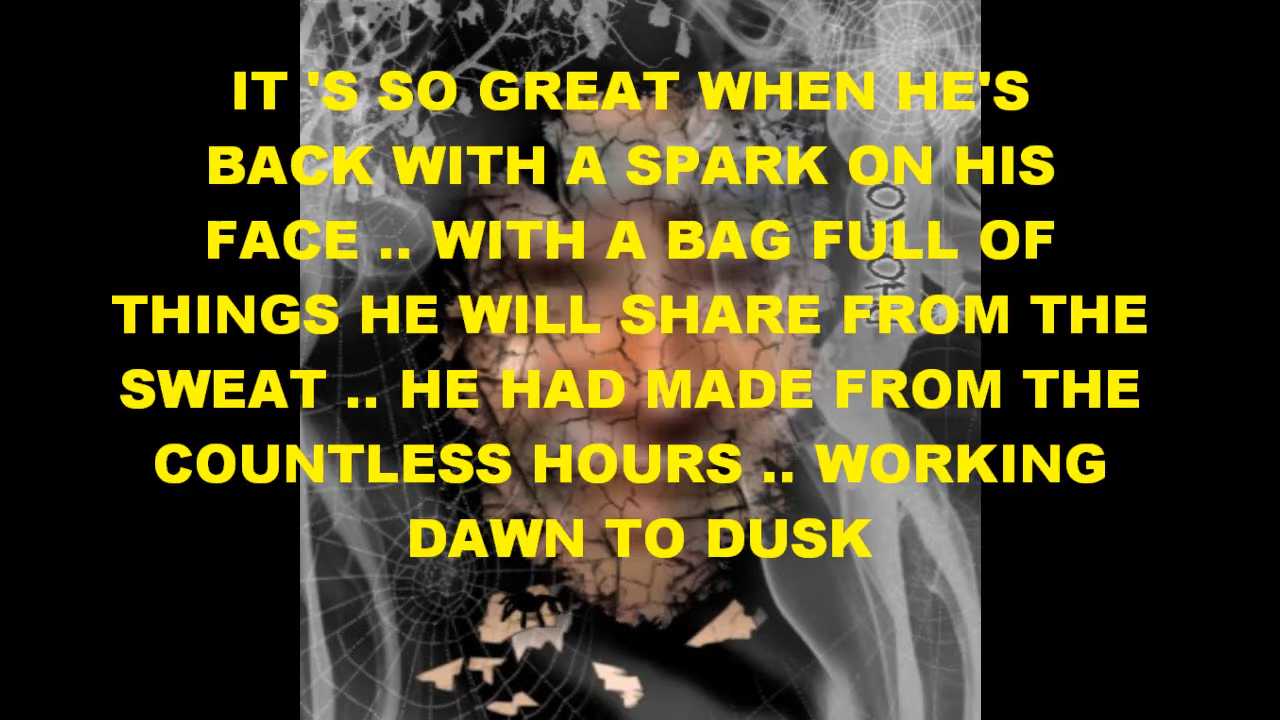 IT 'S SO GREAT WHEN HE'S
BACK WITH A SPARK ON HIS
FACE .. WITH A BAG FULL OF
THINGS HE WILL SHARE FROM THE
SWEAT .. HE HAD MADE FROM THE
COUNTLESS HOURS .. WORKING
DAWN TO DUSK